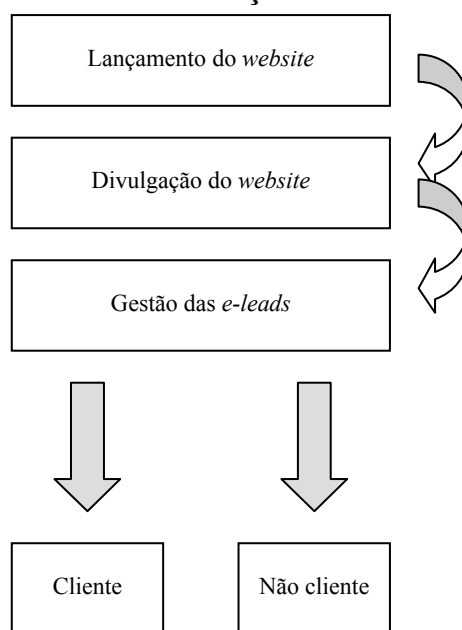 Lançamento do website
Divulgação do website
Gestão das e-leads
Cliente
Não cliente